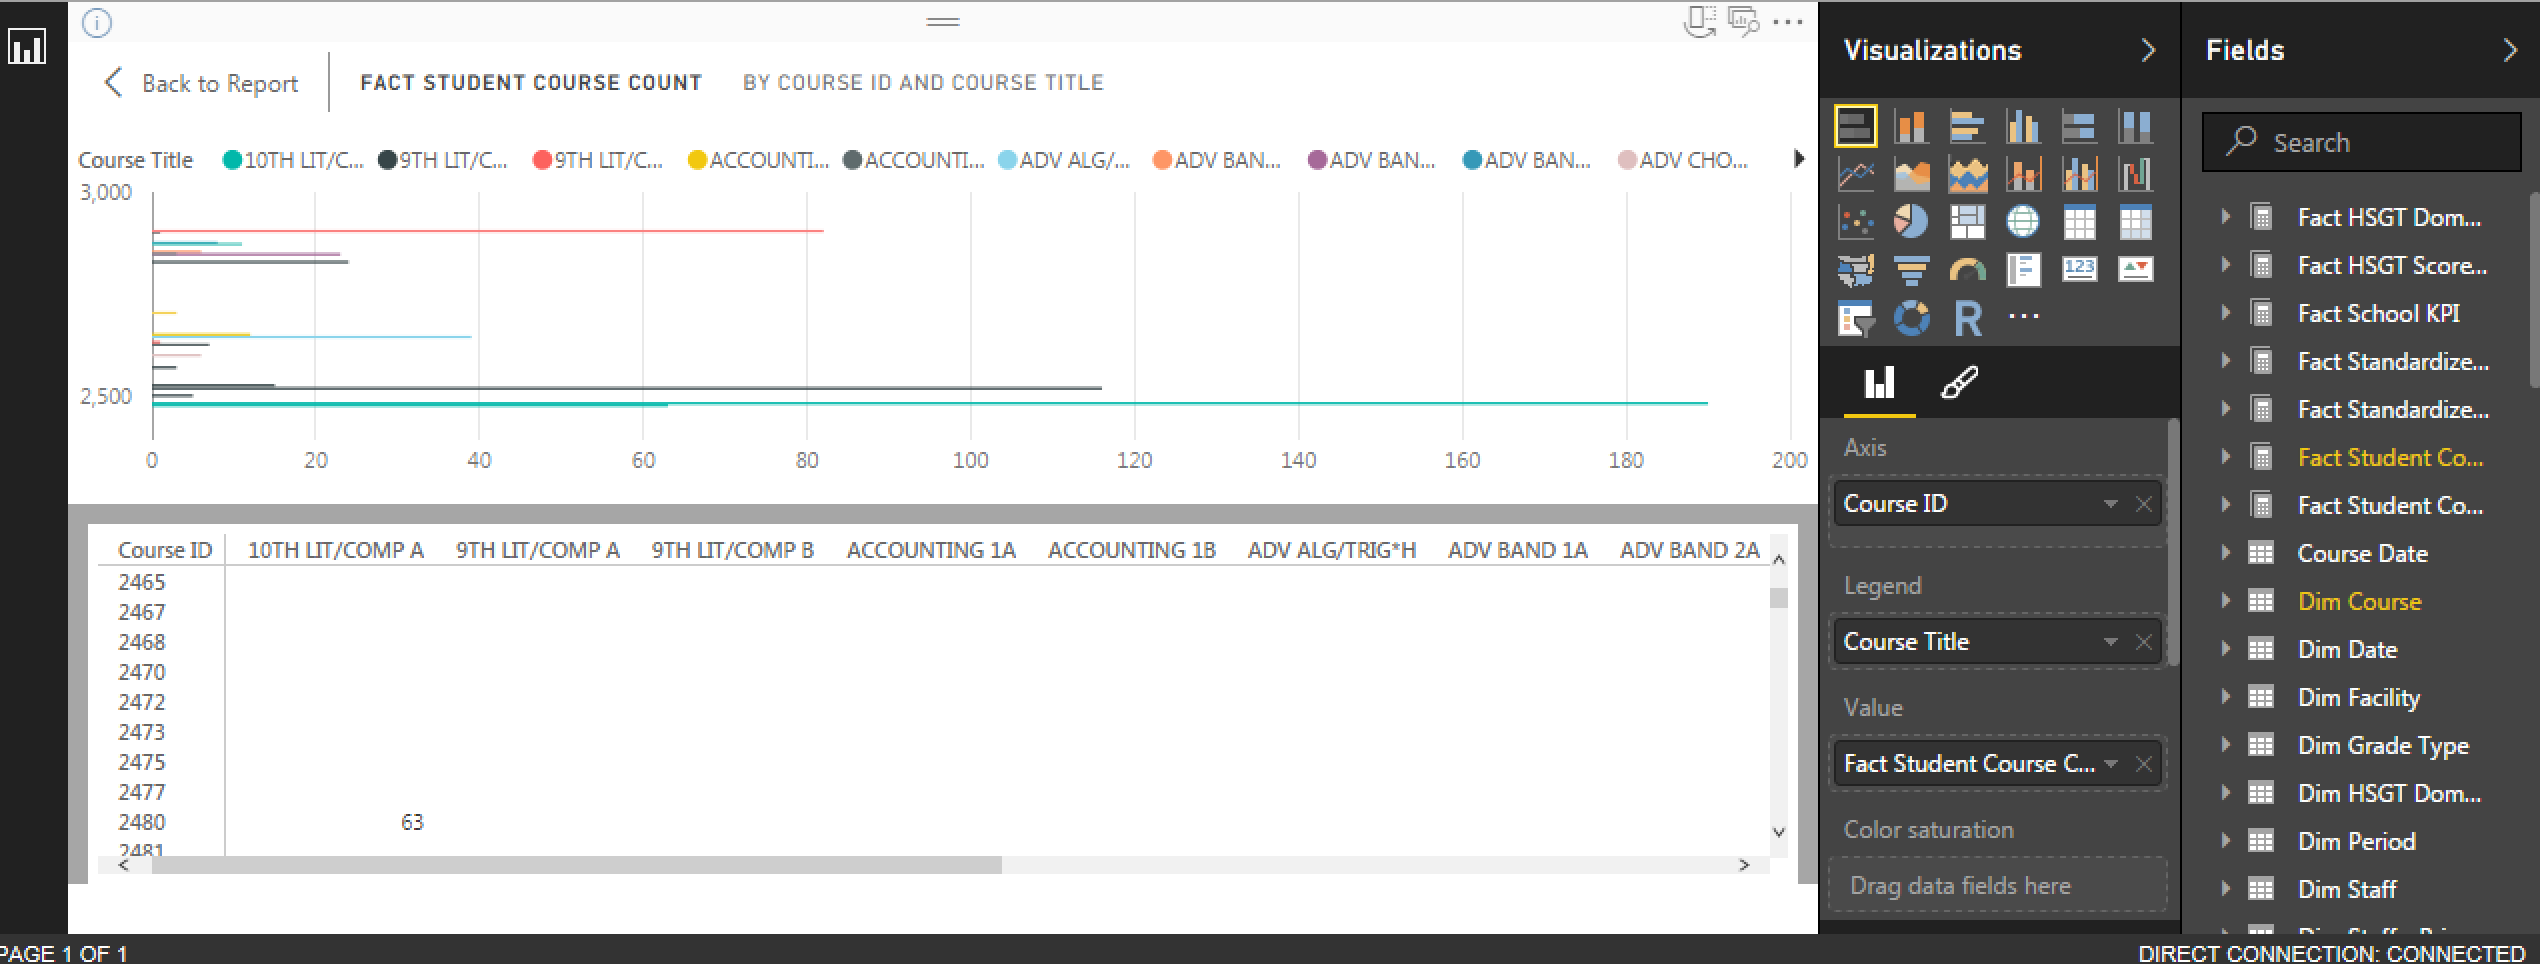 Back to Report
FACT STUDENT COURSE COUNT BY COURSE ID AND COURSE TITLE
Course Title 10TH LIT/C... 9TH LIT/C... 9TH LIT/C... ACCOUNTI... ACCOUNTI... ADV ALG/... ADV BAN... ADV BAN... ADV BAN... ADV CHO...
3,000
2,500
0 20 40 60 80 100 120 140 160 180 200
Course ID 10TH LIT/COMP A 9TH LIT/COMP A 9TH LIT/COMP B ACCOUNTING 1A ACCOUNTING 1B ADV ALG/TRIG*H ADV BAND 1A ADV BAND 2A
2465
2467
2468
2470
2472
2473
2475
2477
2480 63
2481
Visualizations
123
R
Axis
Course ID
Legend
Course Title
Value
Fact Student Course C...
Color saturation
Drag data fields here
Fields
Search
Fact HSGT Dom...
Fact HSGT Score...
Fact School KPI
Fact Standardize...
Fact Standardize...
Fact Student Co...
Fact Student Co...
Course Date
Dim Course
Dim Date
Dim Facility
Dim Grade Type
Dim HSGT Dom...
Dim Period
Dim Staff
PAGE 1 OF 1
DIRECT CONNECTION: CONNECTED